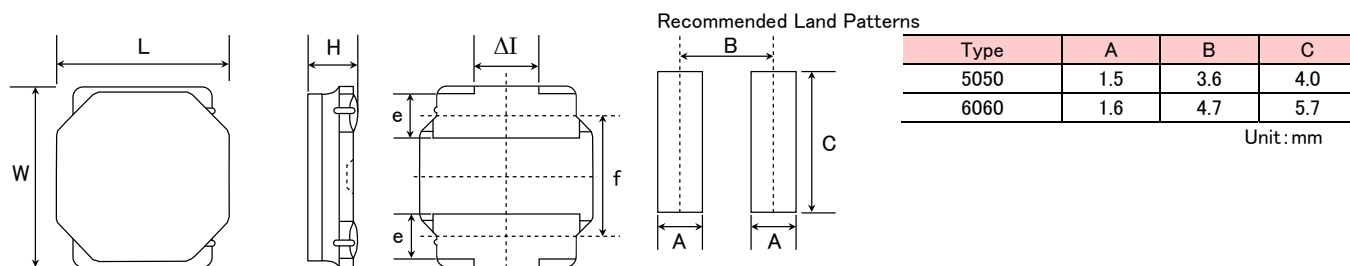 Recommended Land Patterns
L
H
ΔI
B
W
e
e
f
C
A
A
Type A B C
5050 1.5 3.6 4.0
6060 1.6 4.7 5.7
Unit:mm